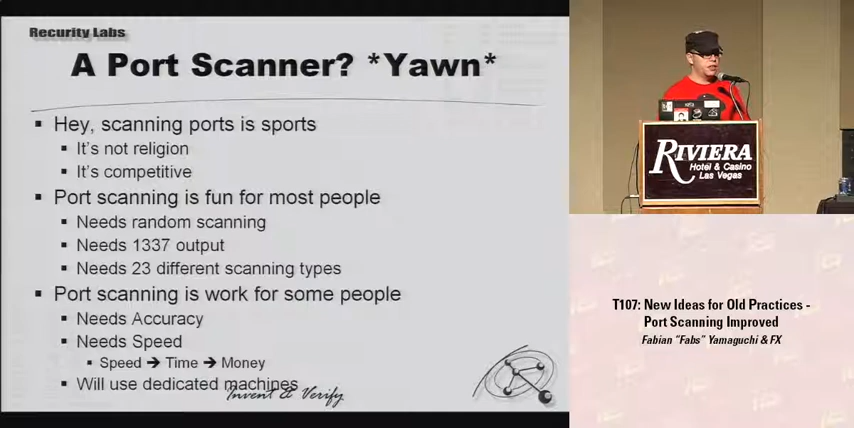 Recurity Labs
A Port Scanner? *Yawn*
Hey, scanning ports is sports
It's not religion
It's competitive
Port scanning is fun for most people
Needs random scanning
Needs 1337 output
Needs 23 different scanning types
Port scanning is work for some people
Needs Accuracy
Needs Speed
Speed ➔ Time ➔ Money
Will use dedicated machines
Invent & Verify
RIVIERA
Hotel & Casino
Las Vegas
T107: New Ideas for Old Practices -
Port Scanning Improved
Fabian "Fabs" Yamaguchi & FX